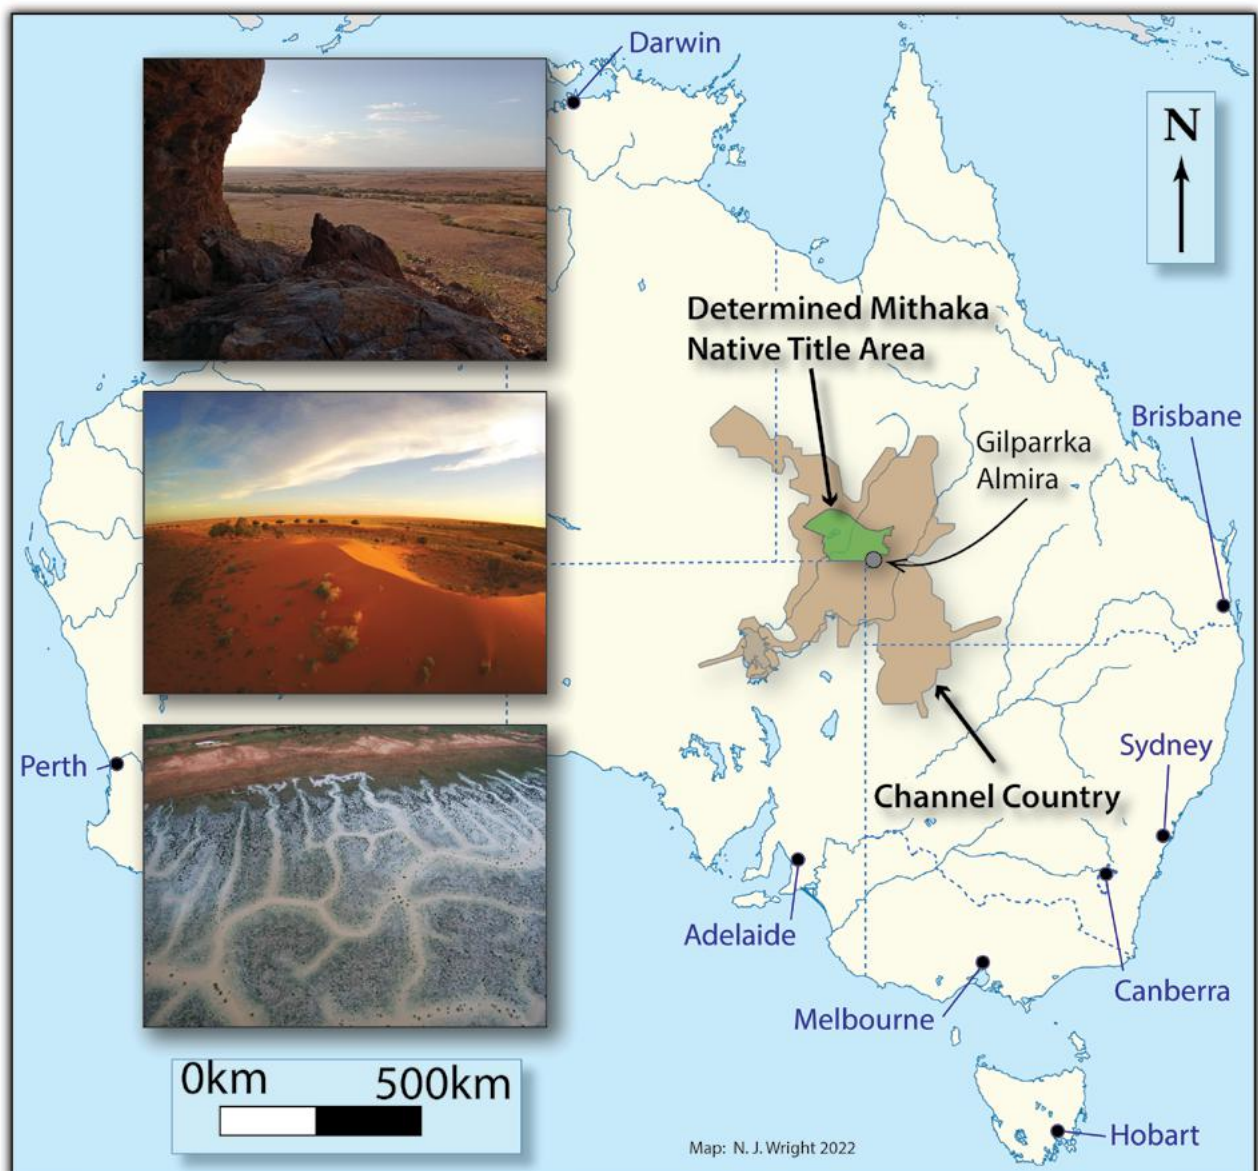 Darwin
N
Determined Mithaka
Native Title Area
Brisbane
Gilparrka
Almira
Perth
Sydney
Channel Country
Adelaide
Canberra
Melbourne
0km 500km
Hobart
Map: N. J. Wright 2022